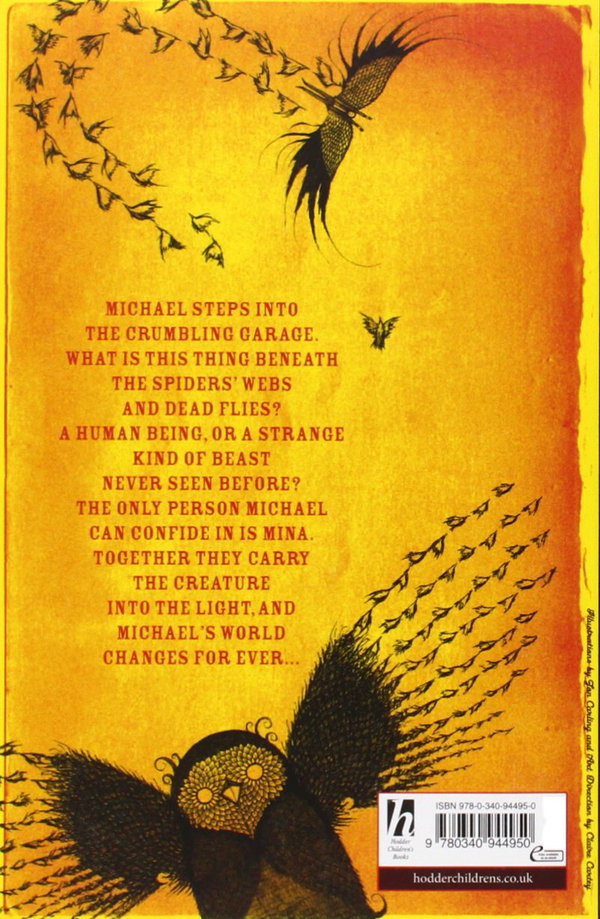 MICHAEL STEPS INTO
THE CRUMBLING GARAGE.
WHAT IS THIS THING BENEATH
THE SPIDERS' WEBS
AND DEAD FLIES?
A HUMAN BEING, OR A STRANGE
KIND OF BEAST
NEVER SEEN BEFORE?
THE ONLY PERSON MICHAEL
CAN CONFIDE IN IS MINA.
TOGETHER THEY CARRY
THE CREATURE
INTO THE LIGHT, AND
MICHAEL'S WORLD
CHANGES FOR EVER...
Illustrations by Ian Carling and Art Direction by Claire
h
Hodder
Children's
Books
ISBN 978-0-340-94495-0
9 780340 944950
e
hodderchildrens.co.uk